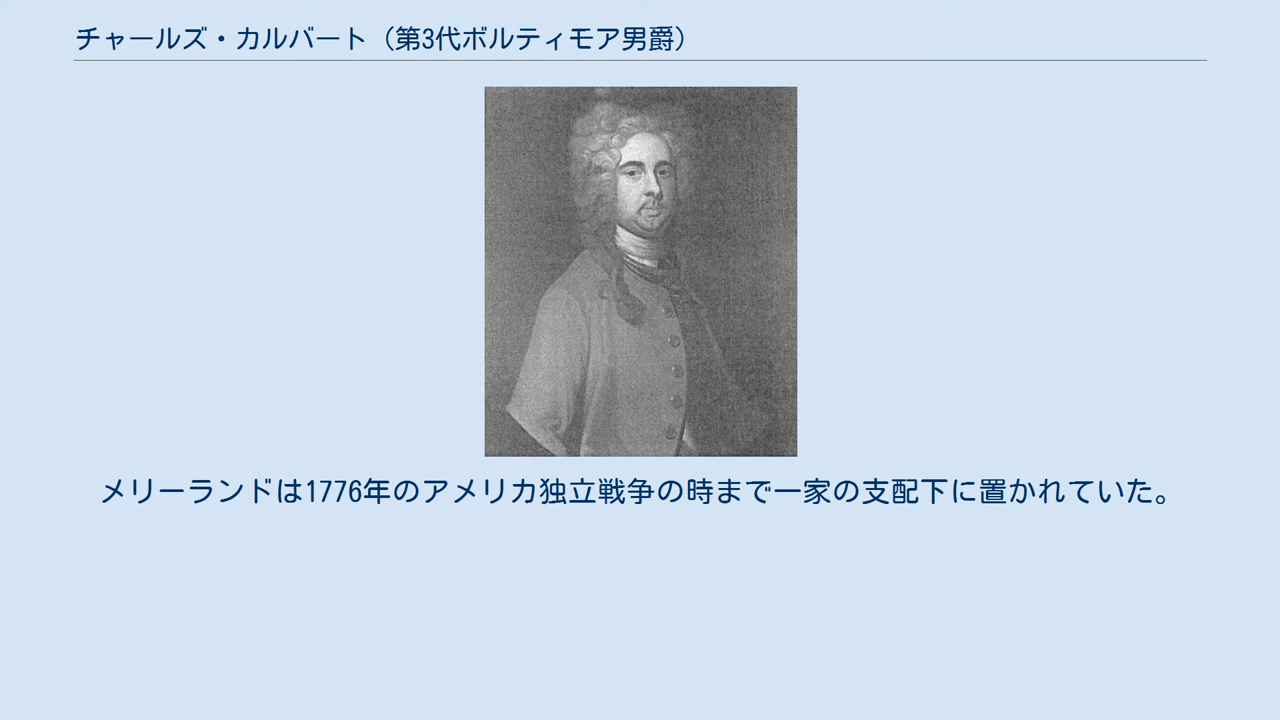 チャールズ・カルバート（第3代ボルティモア男爵）
メリーランドは1776年のアメリカ独立戦争の時まで一家の支配下に置かれていた。